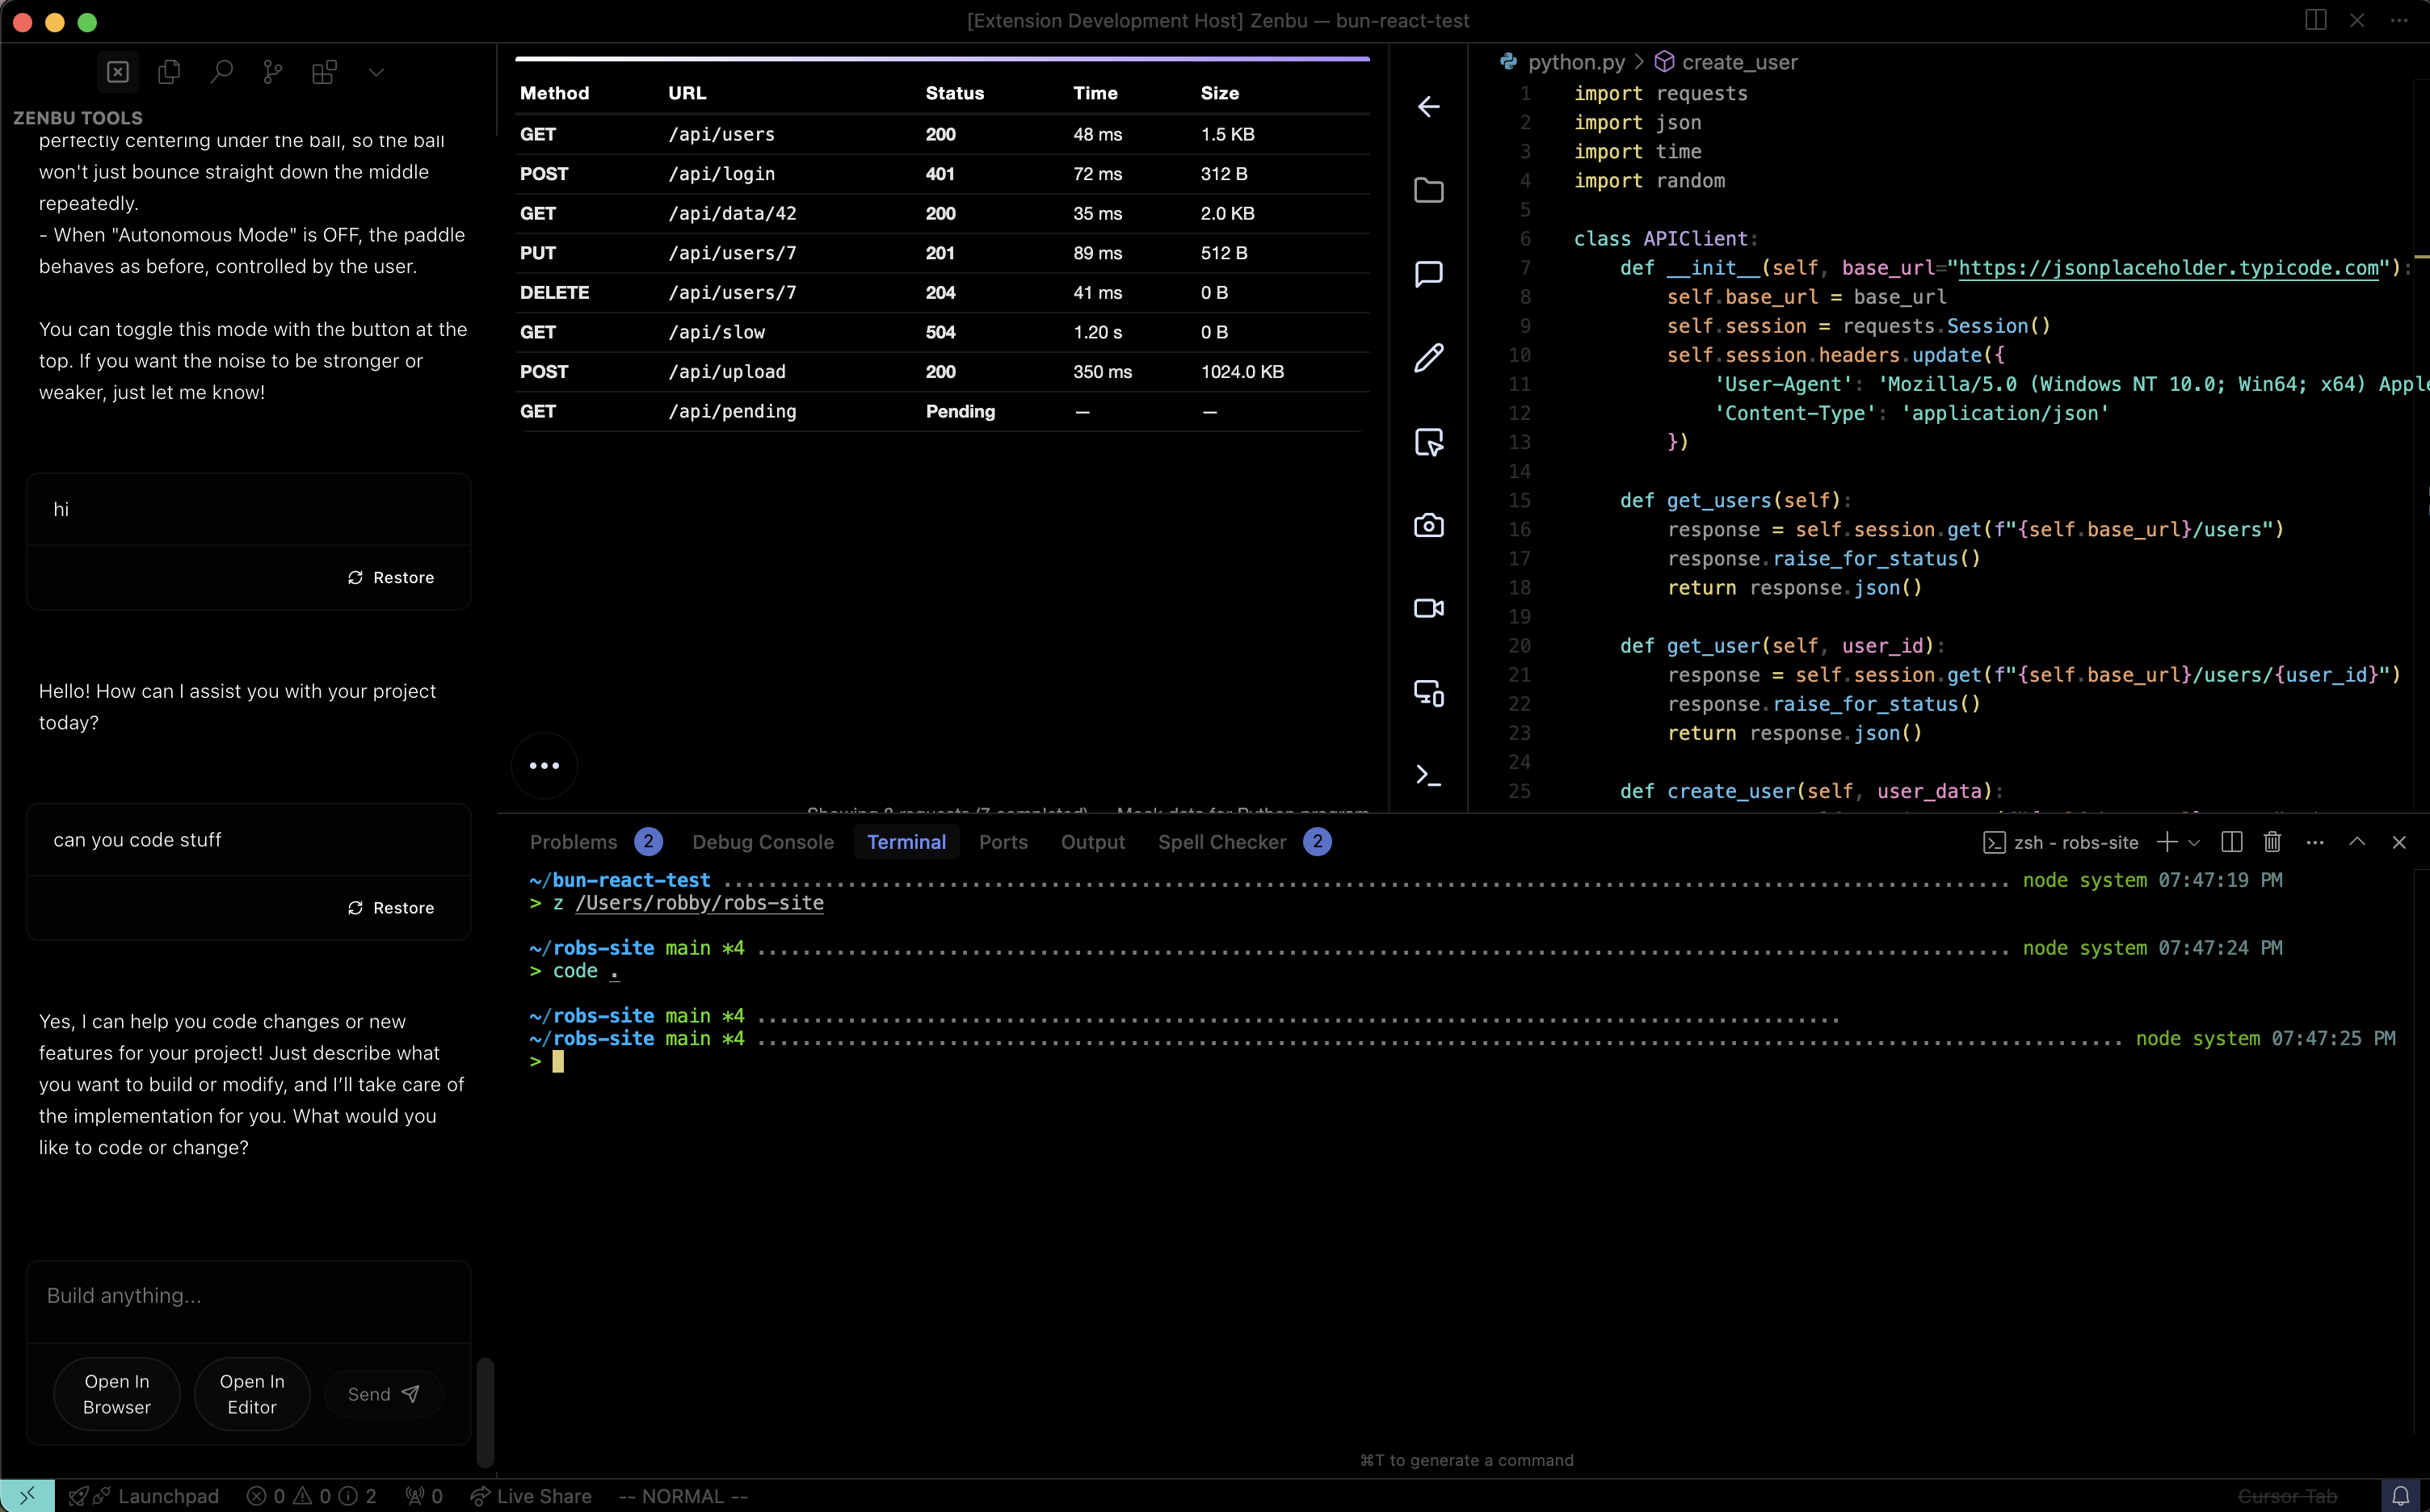 [Extension Development Host] Zenbu — bun-react-test
ZENBU TOOLS
perfectly centering under the ball, so the ball
won't just bounce straight down the middle
repeatedly.
- When "Autonomous Mode" is OFF, the paddle
behaves as before, controlled by the user.
You can toggle this mode with the button at the
top. If you want the noise to be stronger or
weaker, just let me know!
hi
Restore
Hello! How can I assist you with your project
today?
can you code stuff
Restore
Yes, I can help you code changes or new
features for your project! Just describe what
you want to build or modify, and I’ll take care of
the implementation for you. What would you
like to code or change?
Build anything...
Open In
Browser
Open In
Editor
Send
Method URL Status Time Size
GET /api/users 200 48 ms 1.5 KB
POST /api/login 401 72 ms 312 B
GET /api/data/42 200 35 ms 2.0 KB
PUT /api/users/7 201 89 ms 512 B
DELETE /api/users/7 204 41 ms 0 B
GET /api/slow 504 1.20 s 0 B
POST /api/upload 200 350 ms 1024.0 KB
GET /api/pending Pending — —
Showing 8 requests (7 completed) — Mock data for Python program
python.py > create_user
1 import requests
2 import json
3 import time
4 import random
5
6 class APIClient:
7 def __init__(self, base_url="https://jsonplaceholder.typicode.com"):
8 self.base_url = base_url
9 self.session = requests.Session()
10 self.session.headers.update({
11 'User-Agent': 'Mozilla/5.0 (Windows NT 10.0; Win64; x64) Apple
12 'Content-Type': 'application/json'
13 })
14
15 def get_users(self):
16 response = self.session.get(f"{self.base_url}/users")
17 response.raise_for_status()
18 return response.json()
19
20 def get_user(self, user_id):
21 response = self.session.get(f"{self.base_url}/users/{user_id}")
22 response.raise_for_status()
23 return response.json()
24
25 def create_user(self, user_data):
Problems 2 Debug Console Terminal Ports Output Spell Checker 2
zsh - robs-site
~/bun-react-test node system 07:47:19 PM
> z /Users/robby/robs-site
~/robs-site main *4 node system 07:47:24 PM
> code .
~/robs-site main *4
~/robs-site main *4 node system 07:47:25 PM
>
⌘T to generate a command
Launchpad 0 0 2 0 Live Share -- NORMAL -- Cursor Tab